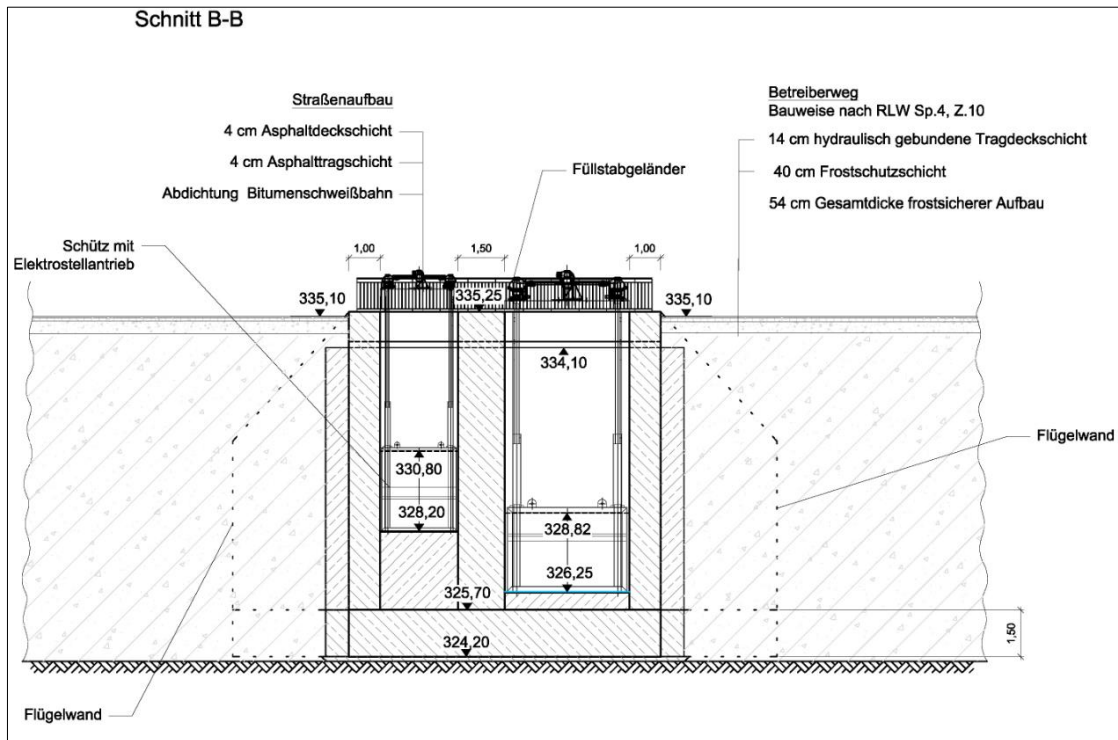 Schnitt B-B
Straßenaufbau
4 cm Asphaltdeckschicht
4 cm Asphalttragschicht
Abdichtung Bitumenschweißbahn
Füllstabgeländer
Betreiberweg
Bauweise nach RLW Sp.4, Z.10
14 cm hydraulisch gebundene Tragdeckschicht
40 cm Frostschutzschicht
54 cm Gesamtdicke frostsicherer Aufbau
Schütz mit
Elektrostellantrieb
1,00
1,50
1,00
335,10
335,25
335,10
334,10
330,80
328,20
328,82
326,25
325,70
324,20
1,50
Flügelwand
Flügelwand